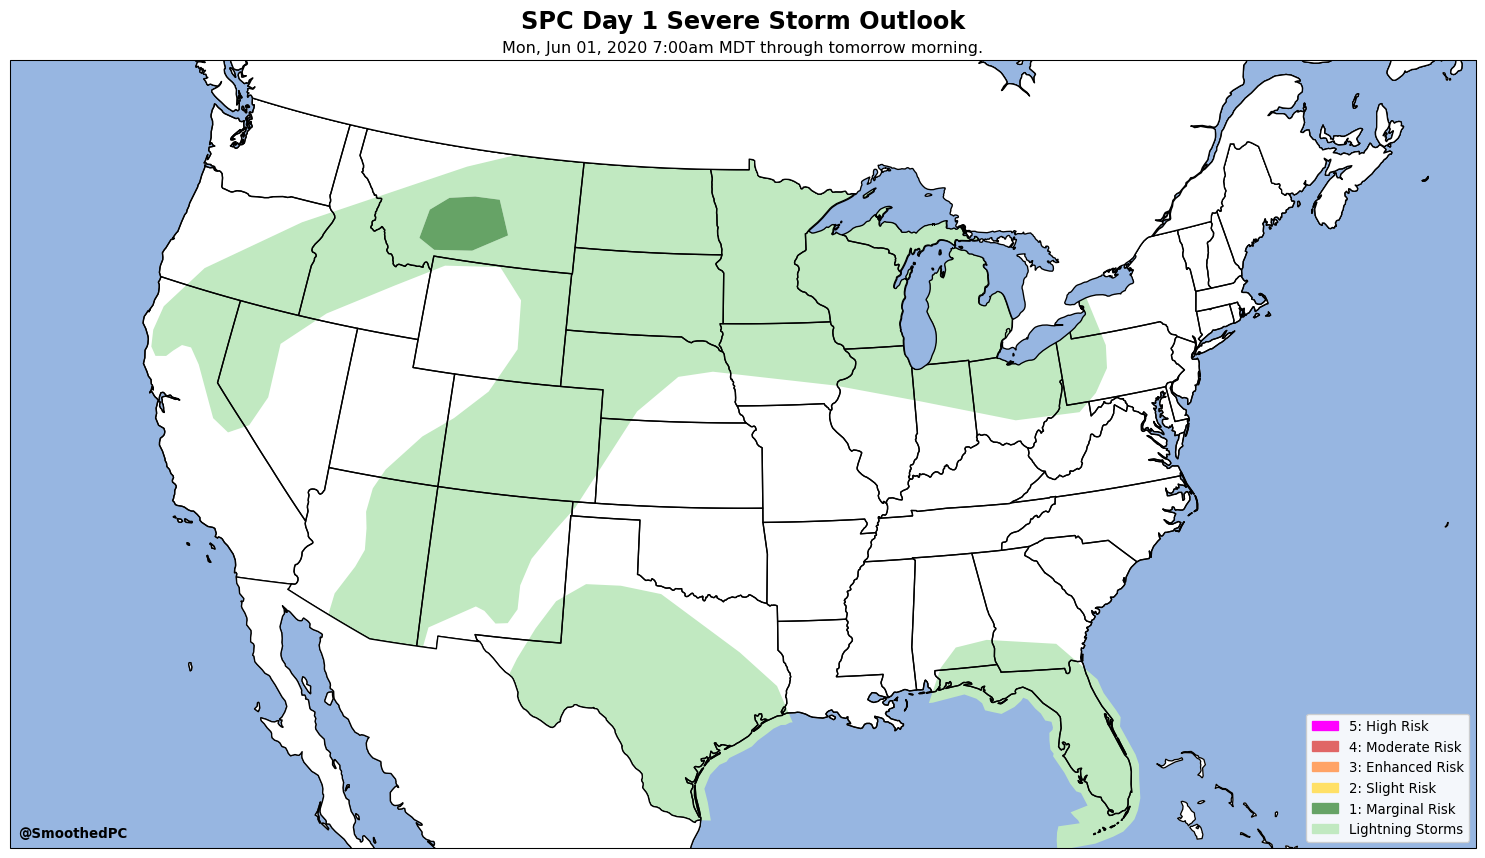 SPC Day 1 Severe Storm Outlook
Mon, Jun 01, 2020 7:00am MDT through tomorrow morning.
5: High Risk
4: Moderate Risk
3: Enhanced Risk
2: Slight Risk
1: Marginal Risk
Lightning Storms
@SmoothedPC